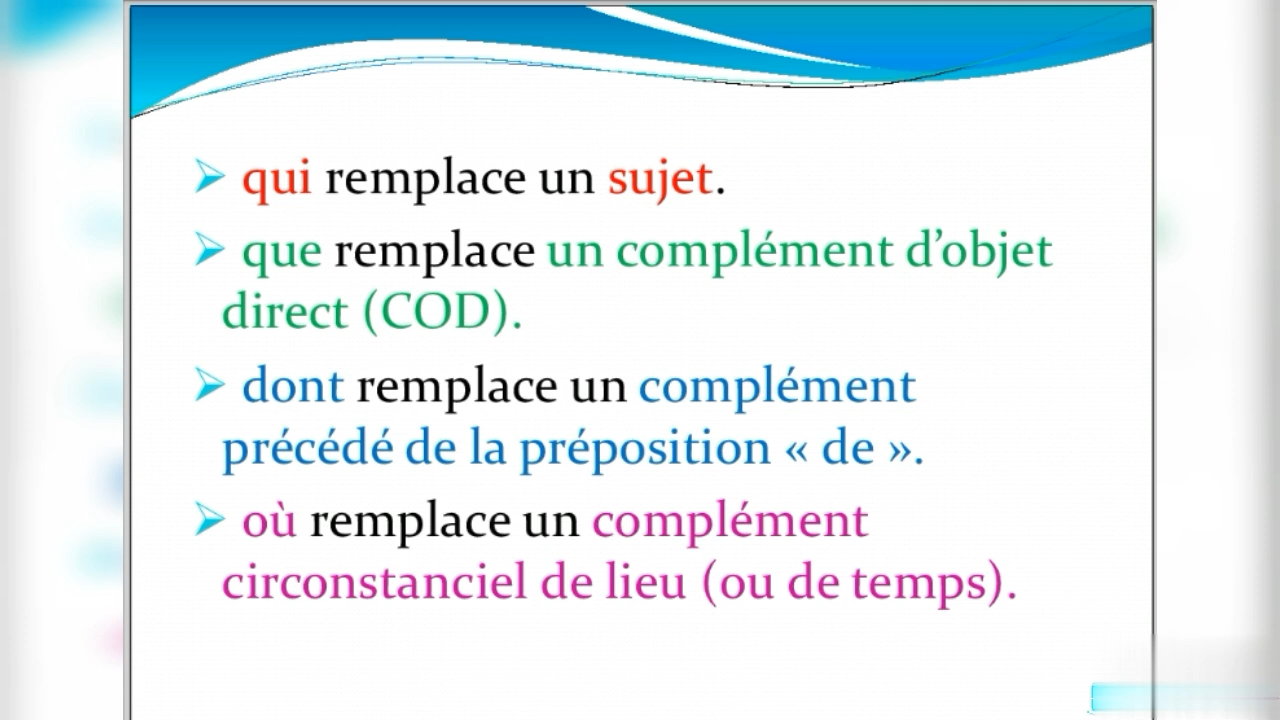 qui remplace un sujet.
que remplace un complément d’objet
direct (COD).
dont remplace un complément
précédé de la préposition « de ».
où remplace un complément
circonstanciel de lieu (ou de temps).